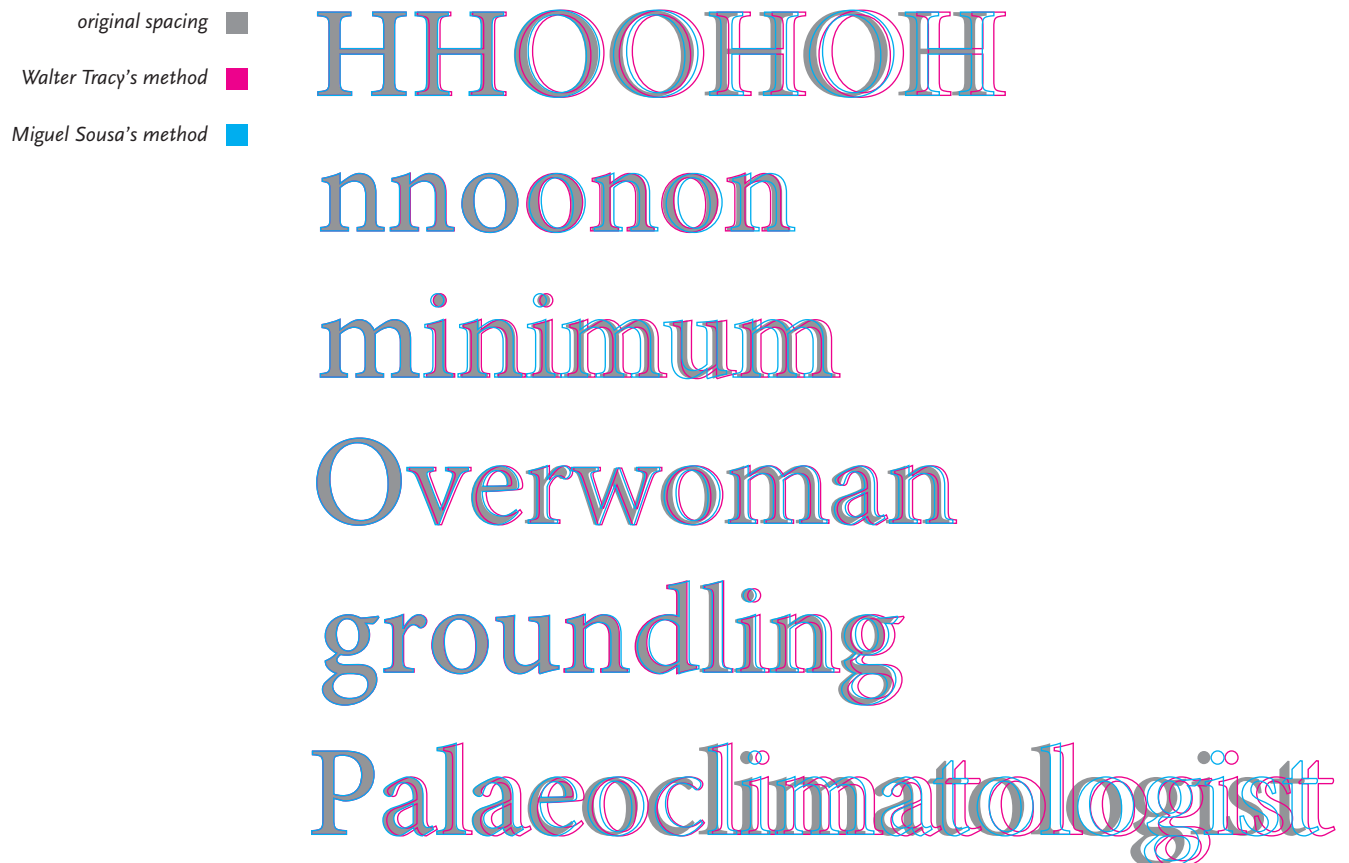 original spacing
Walter Tracy's method
Miguel Sousa's method
HHOOHOH
nnoonon
minimum
Overwoman
groundling
Palaeoclimatologist